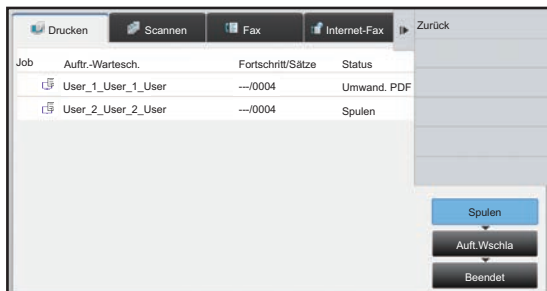 Drucken Scannen Fax Internet-Fax Zurück
Job Auftr.-Wartesch. Fortschritt/Sätze Status
User_1_User_1_User ---/0004 Umwand. PDF
User_2_User_2_User ---/0004 Spulen
Spulen
Auft.Wschla
Beendet